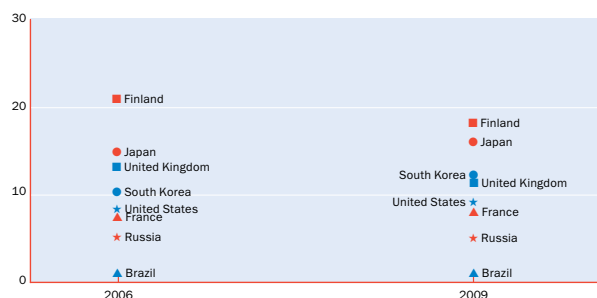 30
20
10
0
Finland
Japan
United Kingdom
South Korea
United States
France
Russia
Brazil
Finland
Japan
South Korea
United Kingdom
United States
France
Russia
Brazil
2006
2009